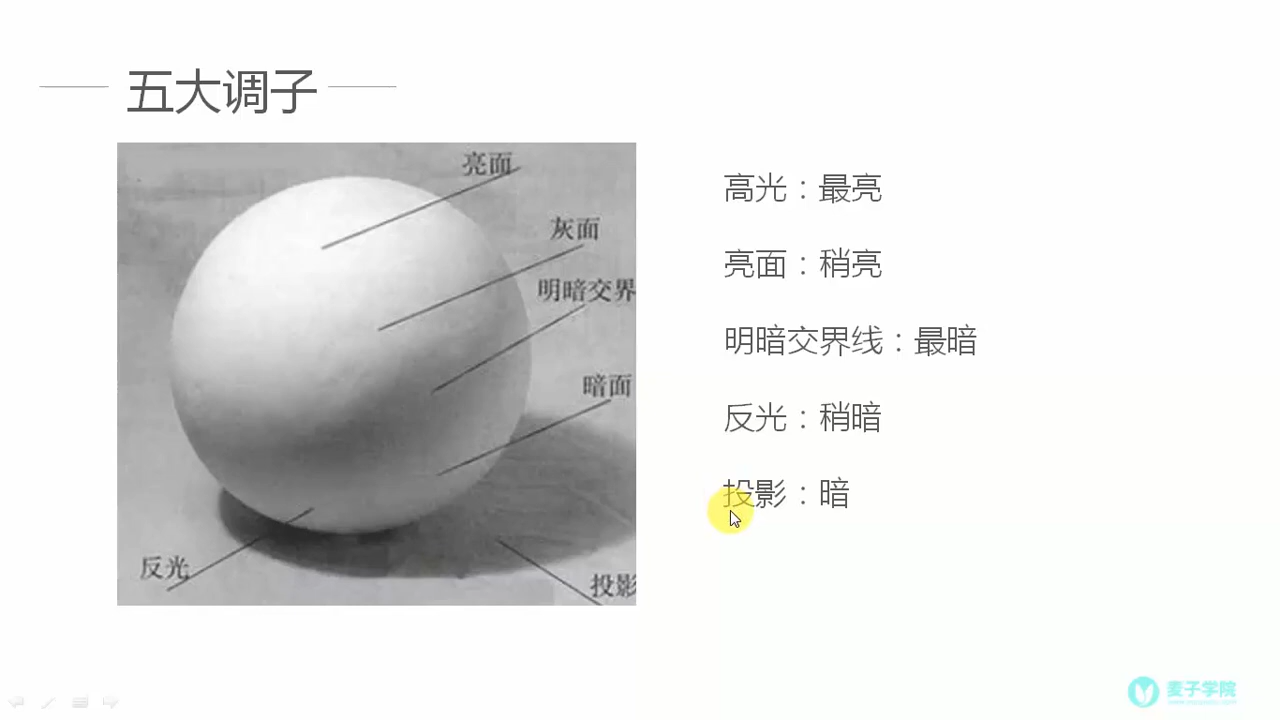 五大调子
亮面
灰面
明暗交界
暗面
反光
投影
高光：最亮
亮面：稍亮
明暗交界线：最暗
反光：稍暗
投影：暗
麦子学院